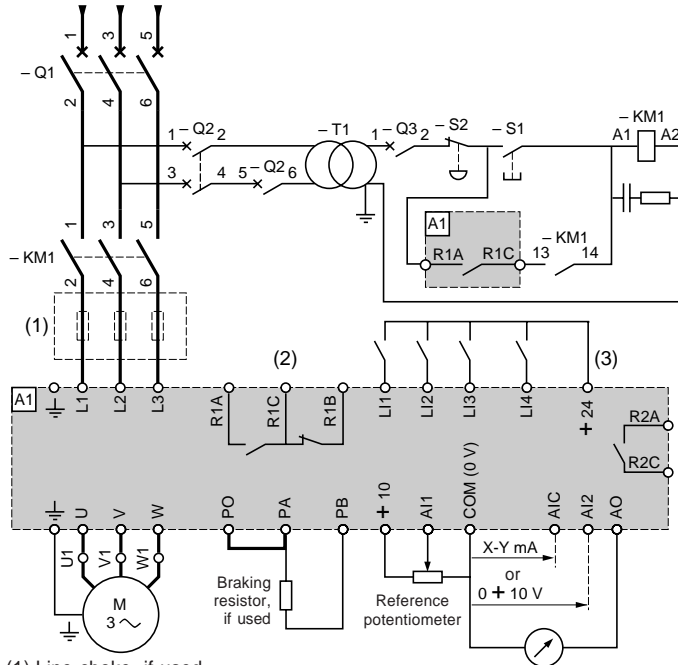 1 3 5
– Q1
2 4 6
1 – Q2 2
– T1
1 – Q3 2
– S2
– S1
– KM1
A1 A2
3 4 5 – Q2 6
1 3 5
– KM1
2 4 6
A1
R1A R1C
– KM1
13 14
(1)
(2)
(3)
A1
L1 L2 L3
R1A R1C R1B
LI1 LI2 LI3 LI4
+ 24
R2A
R2C
U V W
PO PA PB
+ 10
AI1
COM (0 V)
AIC
AI2
AO
U1 V1 W1
M
3 ~
Braking
resistor,
if used
Reference
potentiometer
X-Y mA
or
0 + 10 V
(1) Line choke, if used